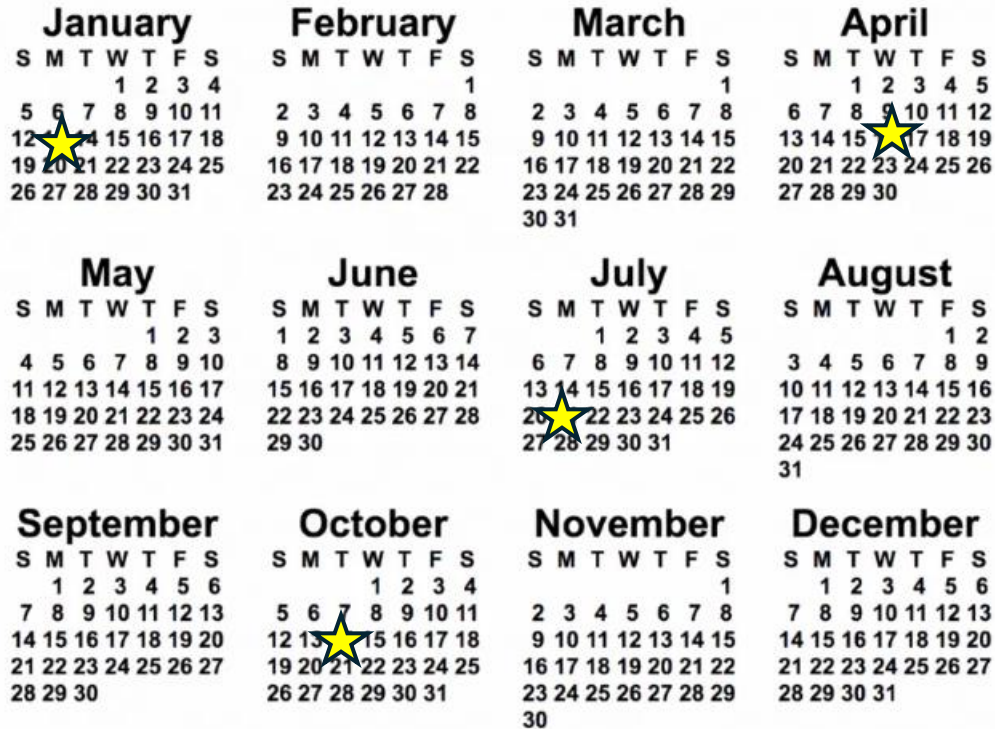 January
S M T W T F S
1 2 3 4
5 6 7 8 9 10 11
12 14 15 16 17 18
19 20 21 22 23 24 25
26 27 28 29 30 31
February
S M T W T F S
1
2 3 4 5 6 7 8
9 10 11 12 13 14 15
16 17 18 19 20 21 22
23 24 25 26 27 28
March
S M T W T F S
1
2 3 4 5 6 7 8
9 10 11 12 13 14 15
16 17 18 19 20 21 22
23 24 25 26 27 28 29
30 31
April
S M T W T F S
1 2 3 4 5
6 7 8 9 10 11 12
13 14 15 17 18 19
20 21 22 23 24 25 26
27 28 29 30
May
S M T W T F S
1 2 3
4 5 6 7 8 9 10
11 12 13 14 15 16 17
18 19 20 21 22 23 24
25 26 27 28 29 30 31
June
S M T W T F S
1 2 3 4 5 6 7
8 9 10 11 12 13 14
15 16 17 18 19 20 21
22 23 24 25 26 27 28
29 30
July
S M T W T F S
1 2 3 4 5
6 7 8 9 10 11 12
13 14 15 16 17 18 19
20 22 23 24 25 26
27 28 29 30 31
August
S M T W T F S
1 2
3 4 5 6 7 8 9
10 11 12 13 14 15 16
17 18 19 20 21 22 23
24 25 26 27 28 29 30
31
September
S M T W T F S
1 2 3 4 5 6
7 8 9 10 11 12 13
14 15 16 17 18 19 20
21 22 23 24 25 26 27
28 29 30
October
S M T W T F S
1 2 3 4
5 6 7 8 9 10 11
12 13 15 16 17 18
19 20 21 22 23 24 25
26 27 28 29 30 31
November
S M T W T F S
1
2 3 4 5 6 7 8
9 10 11 12 13 14 15
16 17 18 19 20 21 22
23 24 25 26 27 28 29
30
December
S M T W T F S
1 2 3 4 5 6
7 8 9 10 11 12 13
14 15 16 17 18 19 20
21 22 23 24 25 26 27
28 29 30 31